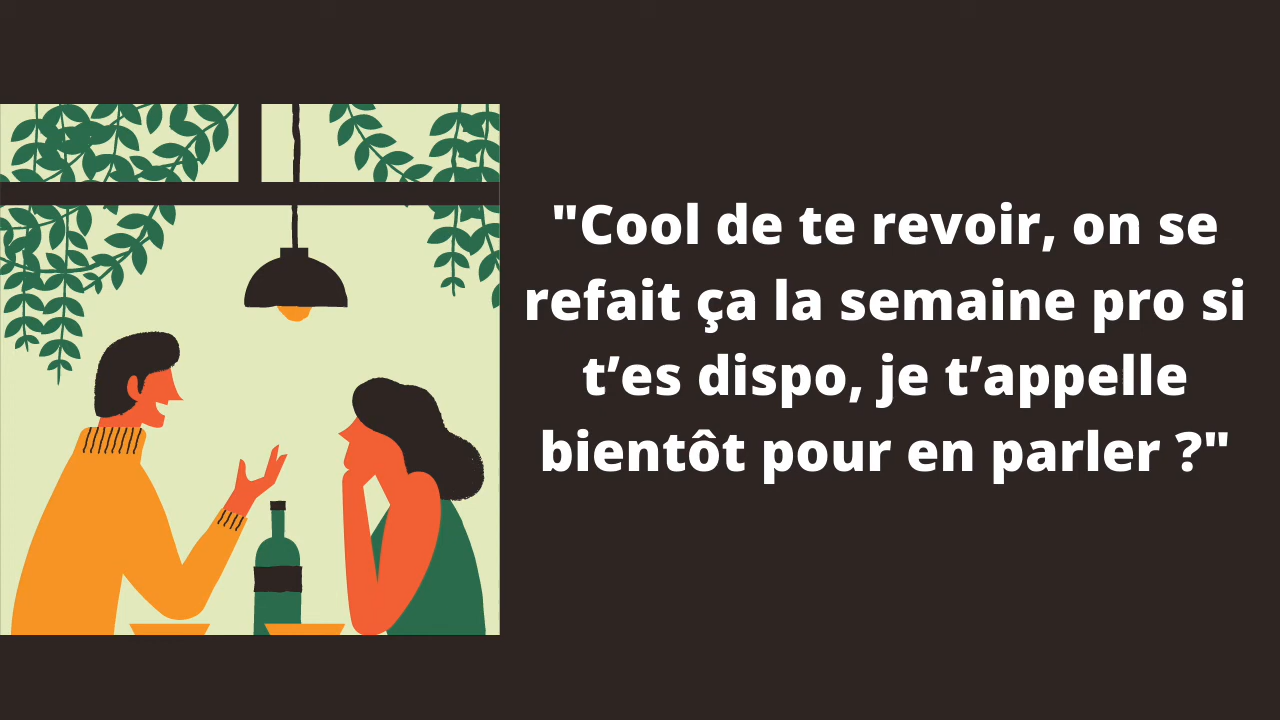 "Cool de te revoir, on se
refait ça la semaine pro si
t’es dispo, je t’appelle
bientôt pour en parler ?"